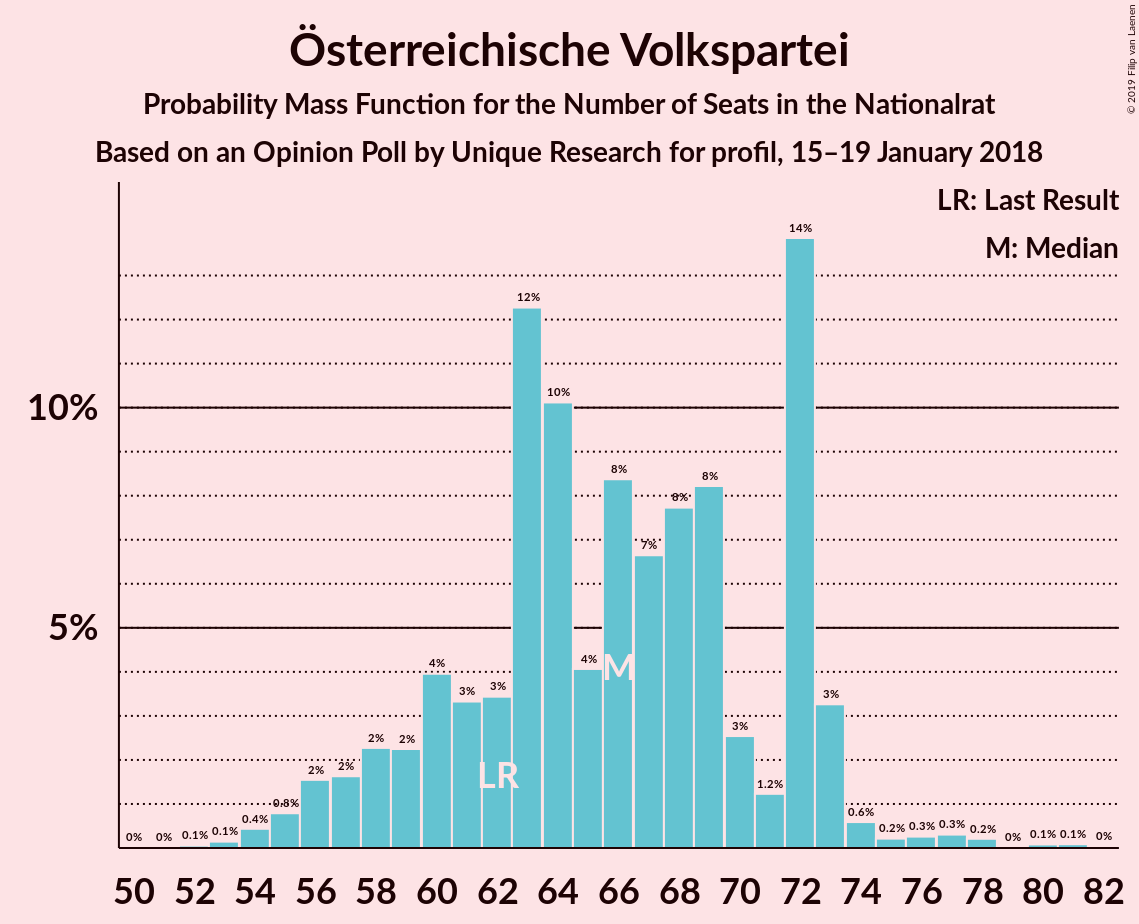 Österreichische Volkspartei
Probability Mass Function for the Number of Seats in the Nationalrat
Based on an Opinion Poll by Unique Research for profil, 15–19 January 2018
© 2019 Filip van Laenen
LR: Last Result
M: Median
10%
5%
0% 0% 0.1% 0.1% 0.4% 0.8% 2% 2% 2% 2% 4% 3% 3% 12% 10% 4% 8% 7% 8% 8% 3% 1.2% 14% 3% 0.6% 0.2% 0.3% 0.3% 0.2% 0% 0.1% 0.1% 0%
LR
M
50 52 54 56 58 60 62 64 66 68 70 72 74 76 78 80 82